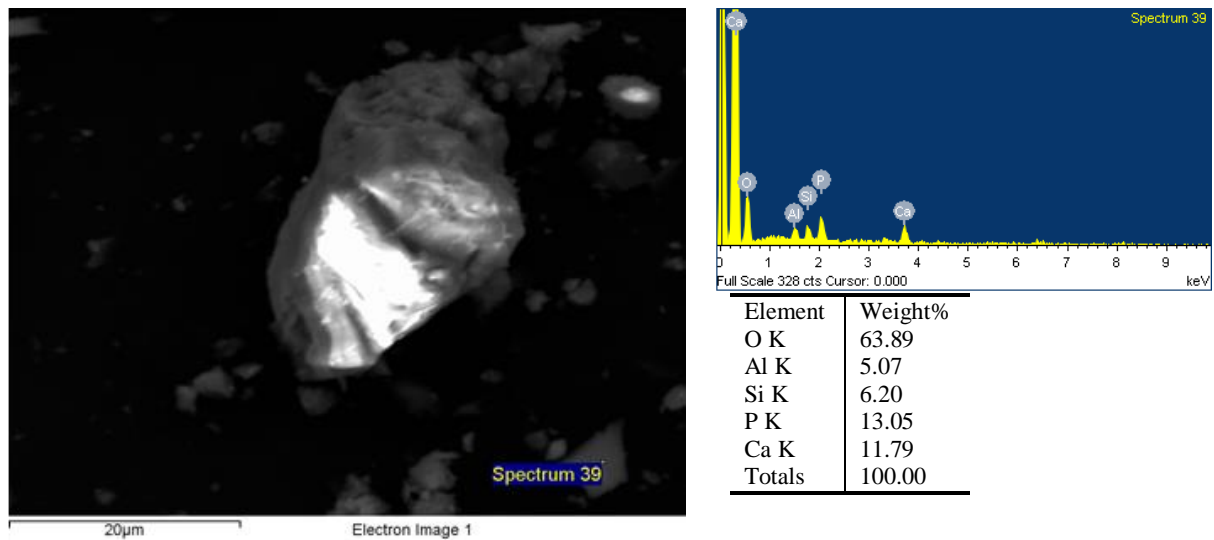 Spectrum 39
20µm
Electron Image 1
Spectrum 39
Ca
O
Al
Si
P
Ca
0 1 2 3 4 5 6 7 8 9
Full Scale 328 cts Cursor: 0.000 keV
Element Weight%
O K 63.89
Al K 5.07
Si K 6.20
P K 13.05
Ca K 11.79
Totals 100.00